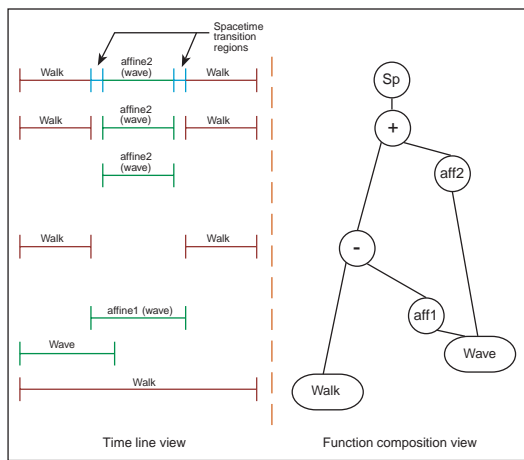 Spacetime
transition
regions
Walk
affine2
(wave)
Walk
Walk
affine2
(wave)
Walk
affine2
(wave)
Walk
Walk
affine1 (wave)
Wave
Walk
Time line view
Sp
+
aff2
-
aff1
Wave
Walk
Function composition view